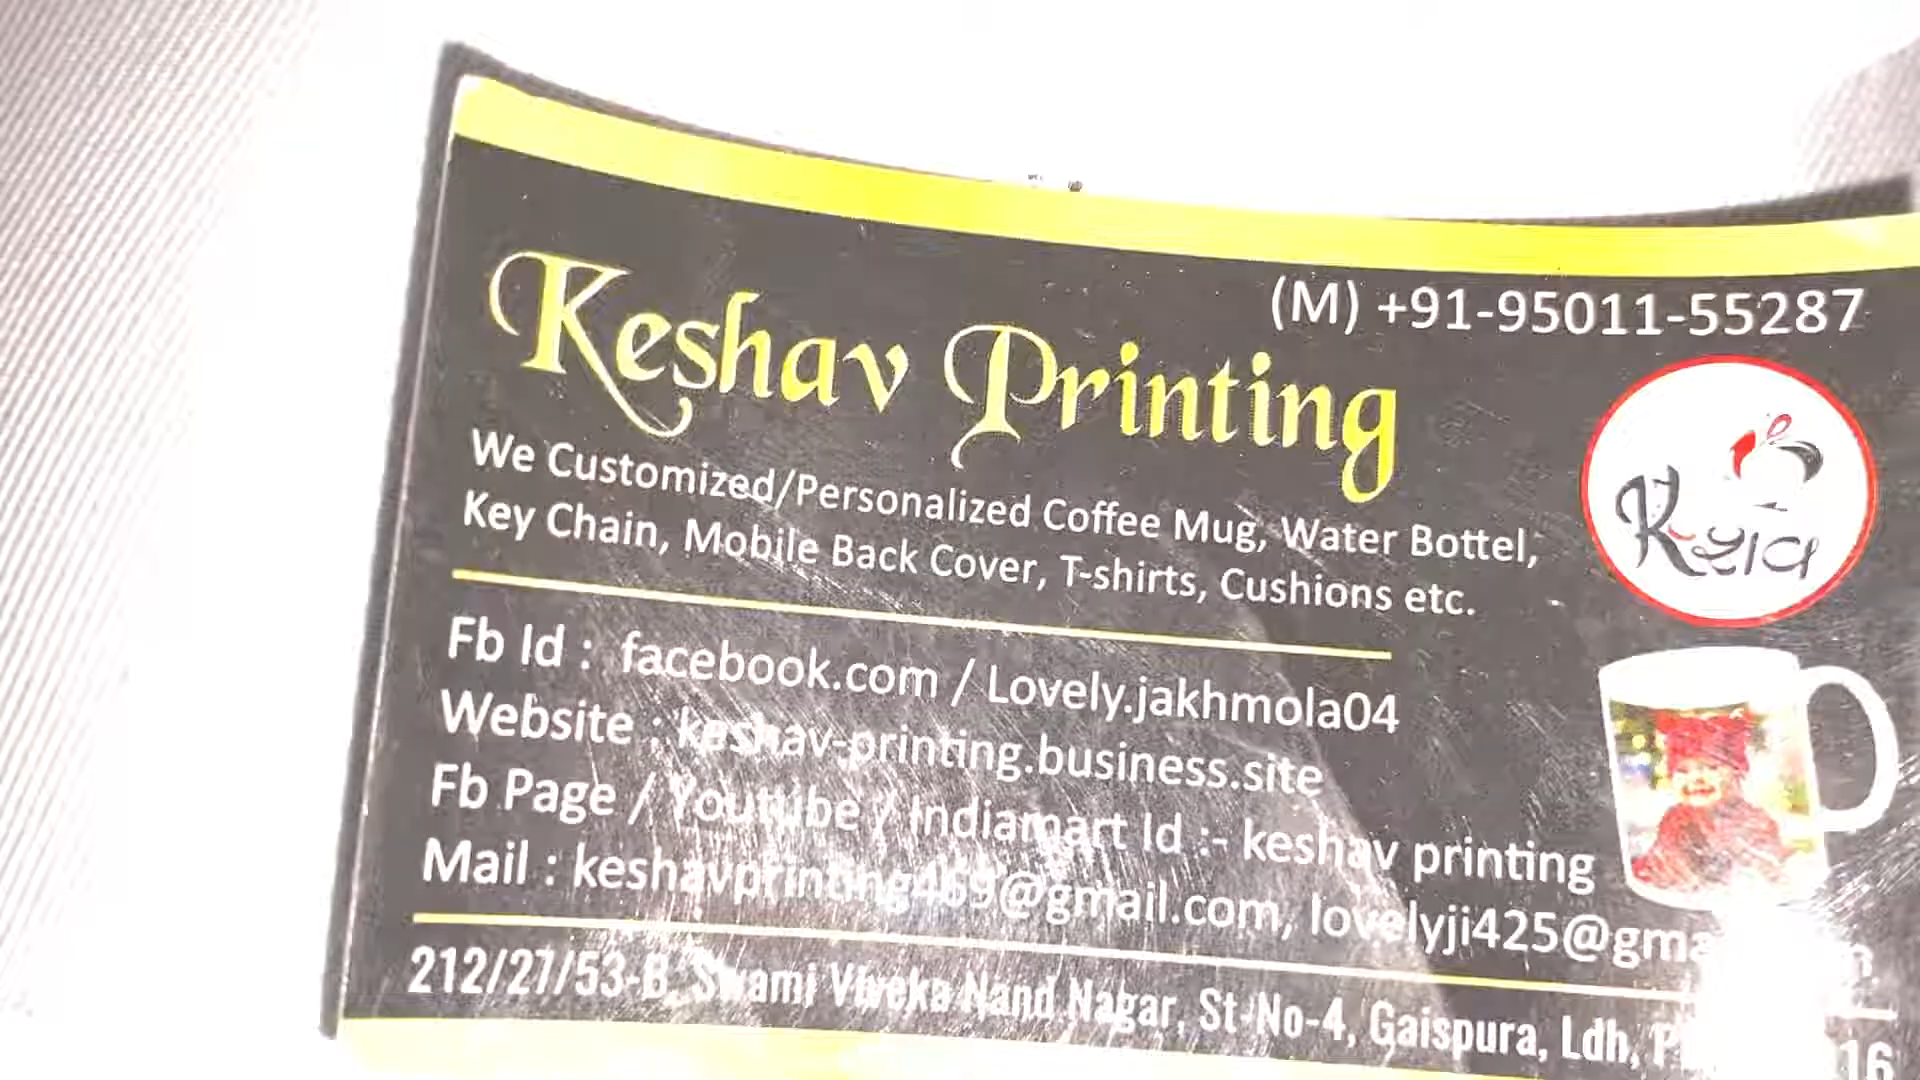 (M) +91-95011-55287
Keshav Printing
We Customized/Personalized Coffee Mug, Water Bottel,
Key Chain, Mobile Back Cover, T-shirts, Cushions etc.
Kशव
Fb Id : facebook.com / Lovely.jakhmola04
Website : keshav-printing.business.site
Fb Page / Youtube / Indiamart Id :- keshav printing
Mail : keshavprinting469@gmail.com,
212/27/53-B, Swami Viveka Nand Nagar, St-No-4, Gaispura, Ldh,